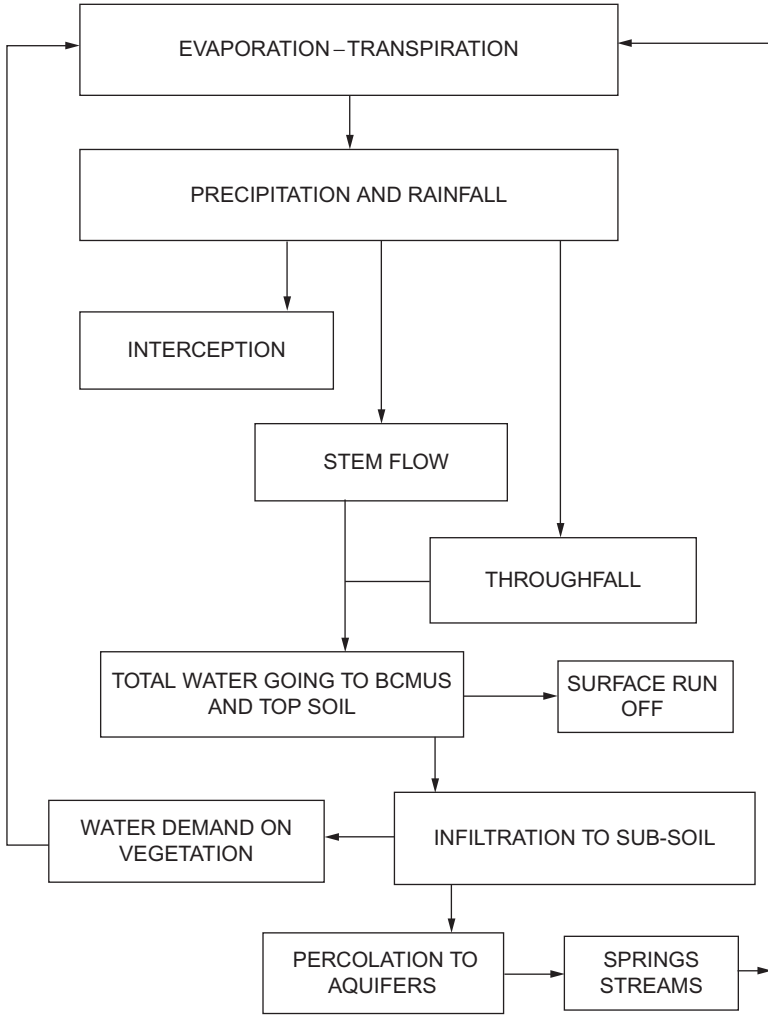 EVAPORATION–TRANSPIRATION
PRECIPITATION AND RAINFALL
INTERCEPTION
STEM FLOW
THROUGHFALL
TOTAL WATER GOING TO BCMUS
AND TOP SOIL
SURFACE RUN
OFF
WATER DEMAND ON
VEGETATION
INFILTRATION TO SUB-SOIL
PERCOLATION TO
AQUIFERS
SPRINGS
STREAMS